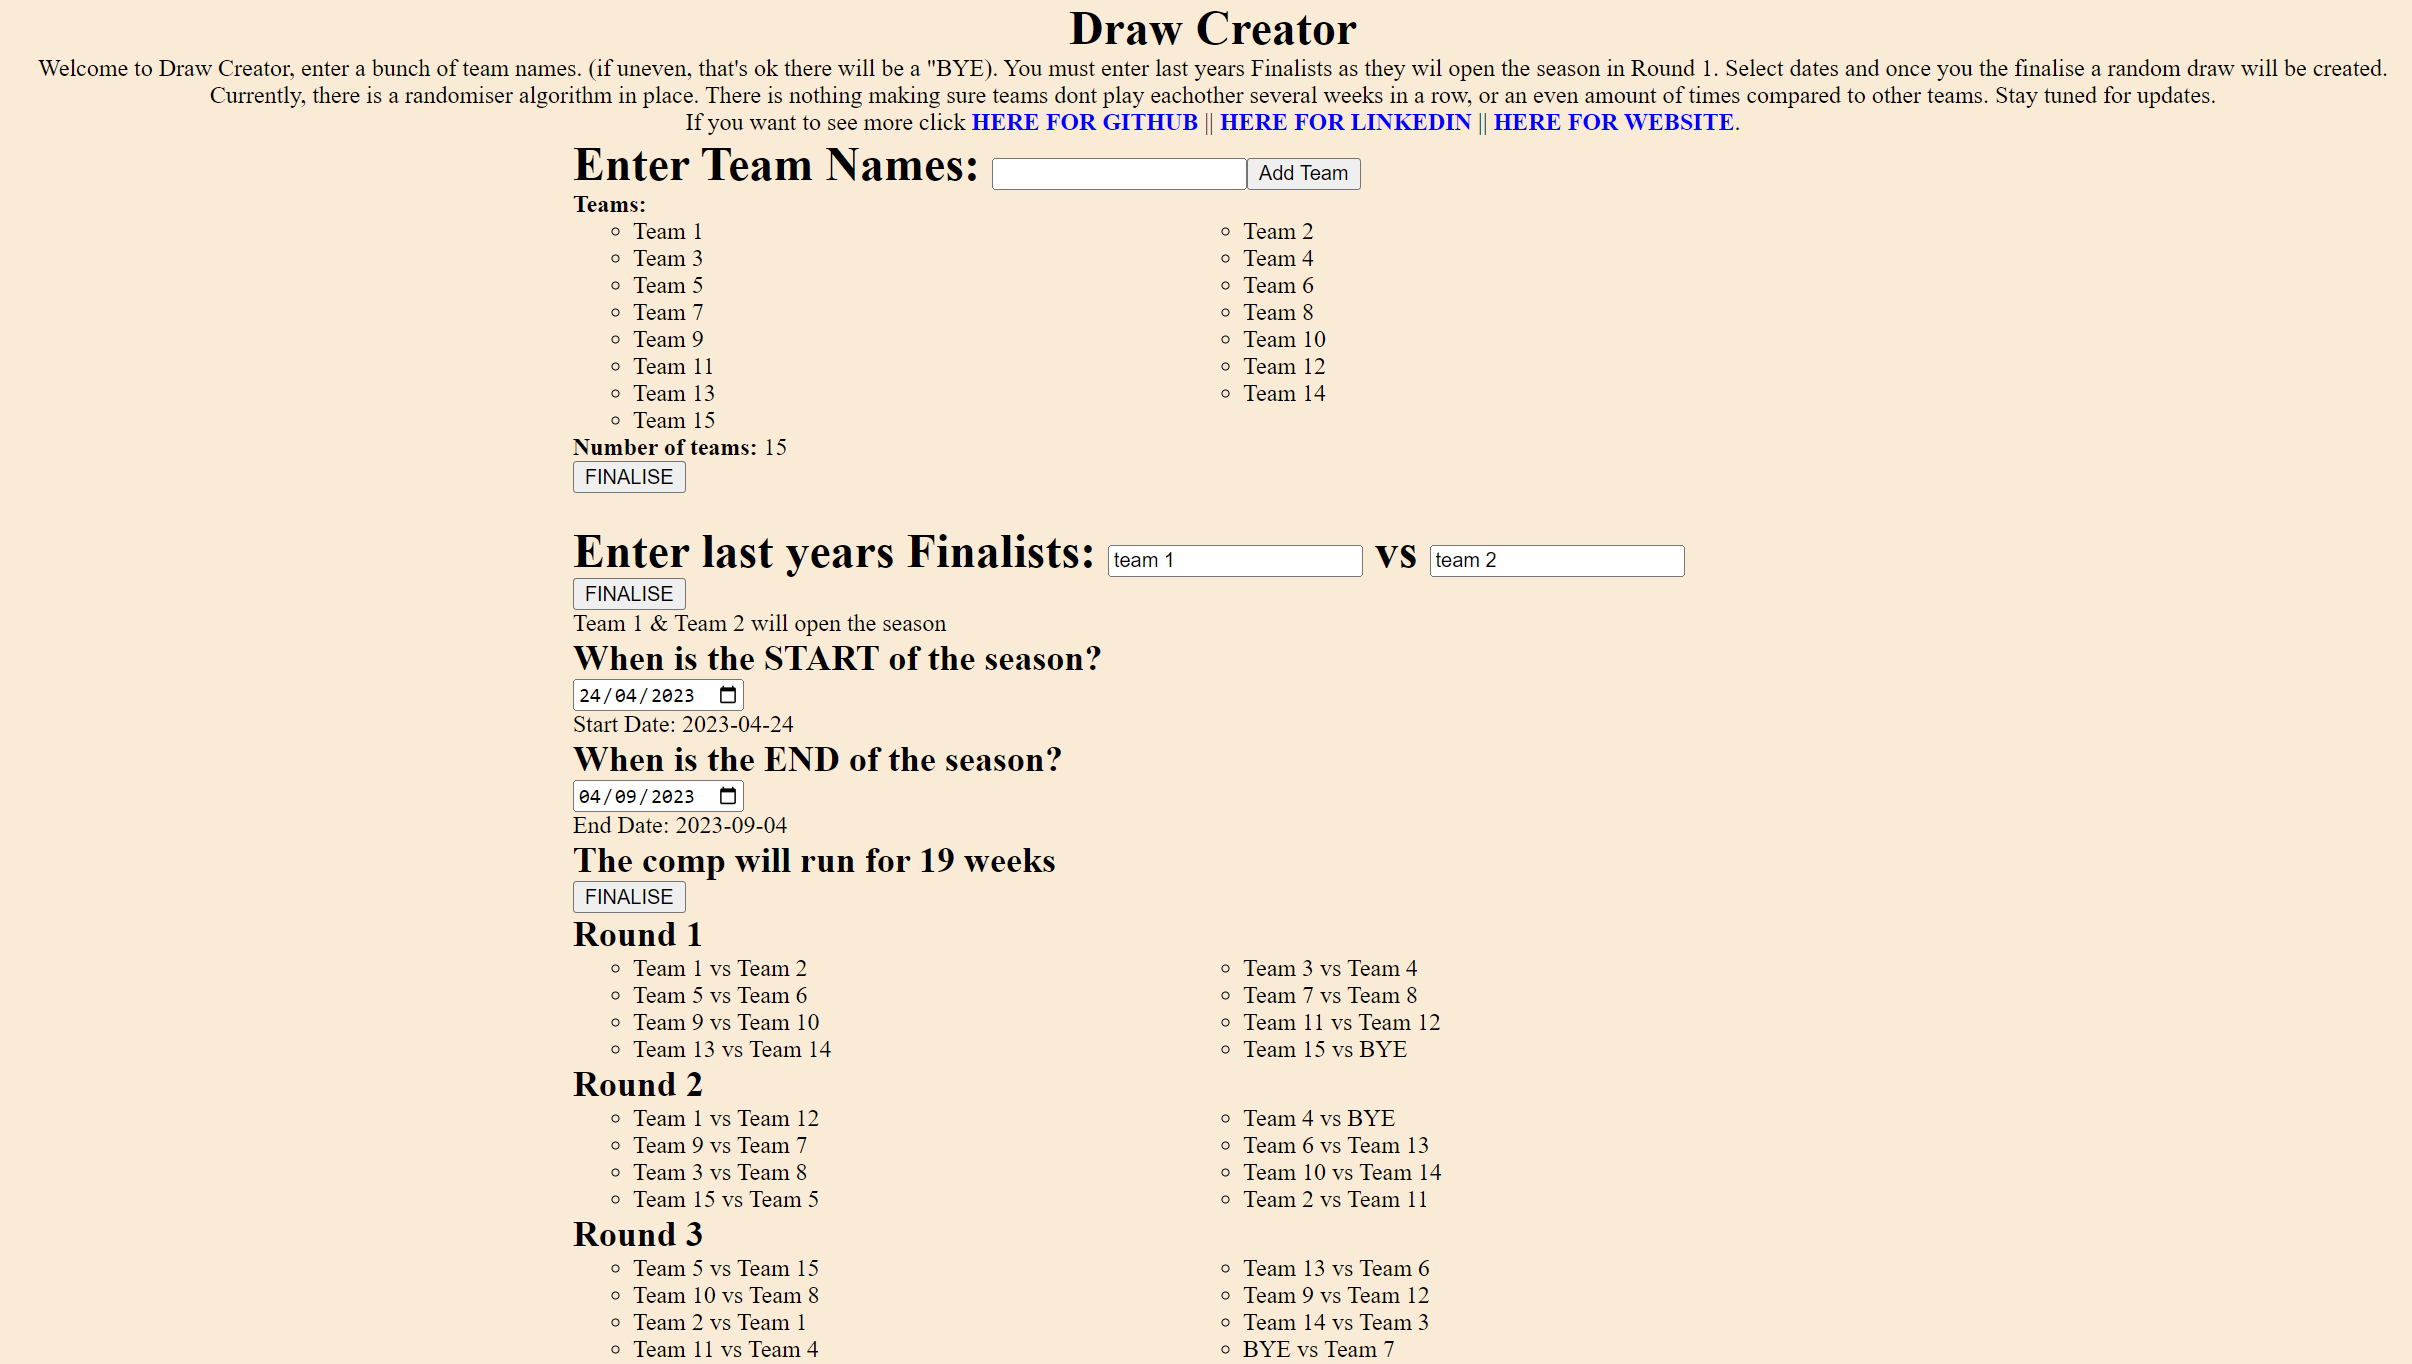 Draw Creator
Welcome to Draw Creator, enter a bunch of team names. (if uneven, that's ok there will be a "BYE). You must enter last years Finalists as they wil open the season in Round 1. Select dates and once you the finalise a random draw will be created.
Currently, there is a randomiser algorithm in place. There is nothing making sure teams dont play eachother several weeks in a row, or an even amount of times compared to other teams. Stay tuned for updates.
If you want to see more click HERE FOR GITHUB || HERE FOR LINKEDIN || HERE FOR WEBSITE.
Enter Team Names: Add Team
Teams:
Team 1 Team 2
Team 3 Team 4
Team 5 Team 6
Team 7 Team 8
Team 9 Team 10
Team 11 Team 12
Team 13 Team 14
Team 15
Number of teams: 15
FINALISE
Enter last years Finalists: team 1 vs team 2
FINALISE
Team 1 & Team 2 will open the season
When is the START of the season?
24/04/2023
Start Date: 2023-04-24
When is the END of the season?
04/09/2023
End Date: 2023-09-04
The comp will run for 19 weeks
FINALISE
Round 1
Team 1 vs Team 2 Team 3 vs Team 4
Team 5 vs Team 6 Team 7 vs Team 8
Team 9 vs Team 10 Team 11 vs Team 12
Team 13 vs Team 14 Team 15 vs BYE
Round 2
Team 1 vs Team 12 Team 4 vs BYE
Team 9 vs Team 7 Team 6 vs Team 13
Team 3 vs Team 8 Team 10 vs Team 14
Team 15 vs Team 5 Team 2 vs Team 11
Round 3
Team 5 vs Team 15 Team 13 vs Team 6
Team 10 vs Team 8 Team 9 vs Team 12
Team 2 vs Team 1 Team 14 vs Team 3
Team 11 vs Team 4 BYE vs Team 7